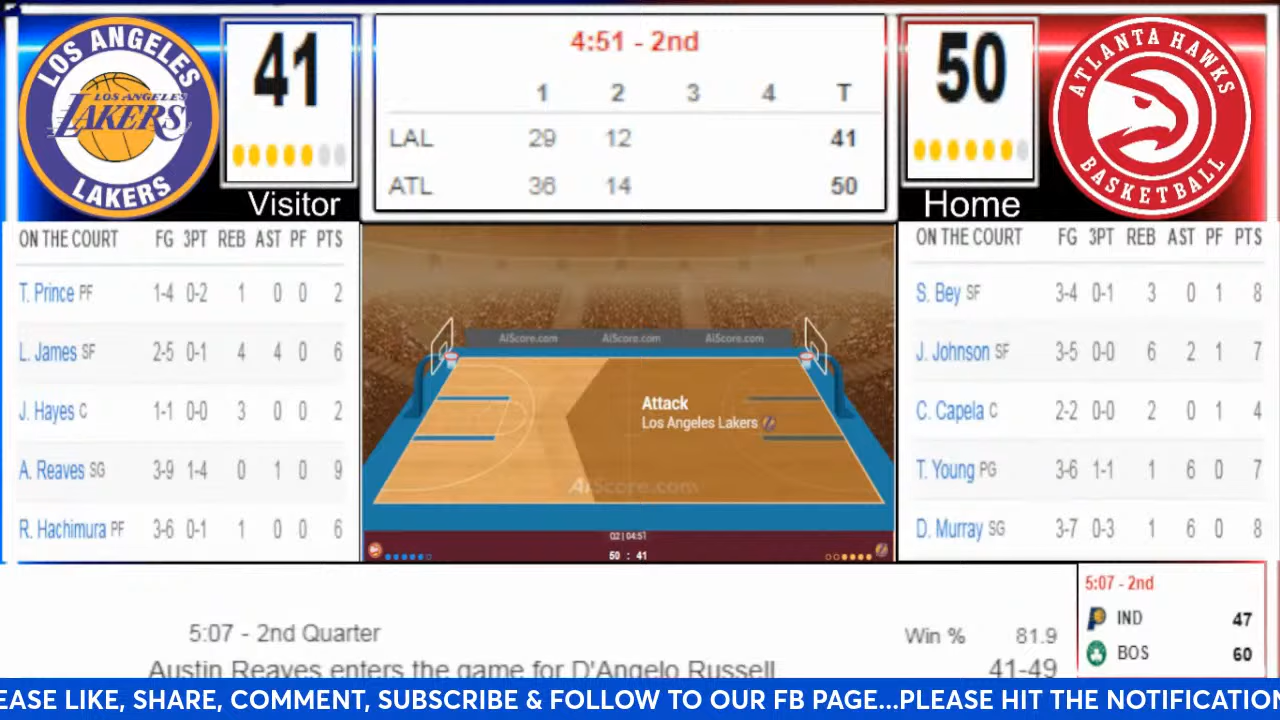 LOS ANGELES
LOS ANGELES
LAKERS
LAKERS
41
Visitor
4:51 - 2nd
1 2 3 4 T
LAL 29 12 41
ATL 36 14 50
50
Home
ATLANTA HAWKS
BASKETBALL
ON THE COURT FG 3PT REB AST PF PTS
T. Prince PF 1-4 0-2 1 0 0 2
L. James SF 2-5 0-1 4 4 0 6
J. Hayes C 1-1 0-0 3 0 0 2
A. Reaves SG 3-9 1-4 0 1 0 9
R. Hachimura PF 3-6 0-1 1 0 0 6
AiScore.com AiScore.com AiScore.com
Attack
Los Angeles Lakers
AiScore.com
Q2 | 04:51
50 : 41
ON THE COURT FG 3PT REB AST PF PTS
S. Bey SF 3-4 0-1 3 0 1 8
J. Johnson SF 3-5 0-0 6 2 1 7
C. Capela C 2-2 0-0 2 0 1 4
T. Young PG 3-6 1-1 1 6 0 7
D. Murray SG 3-7 0-3 1 6 0 8
5:07 - 2nd Quarter
Austin Reaves enters the game for D'Angelo Russell
Win % 81.9
41-49
5:07 - 2nd
IND 47
BOS 60
EASE LIKE, SHARE, COMMENT, SUBSCRIBE & FOLLOW TO OUR FB PAGE...PLEASE HIT THE NOTIFICATION